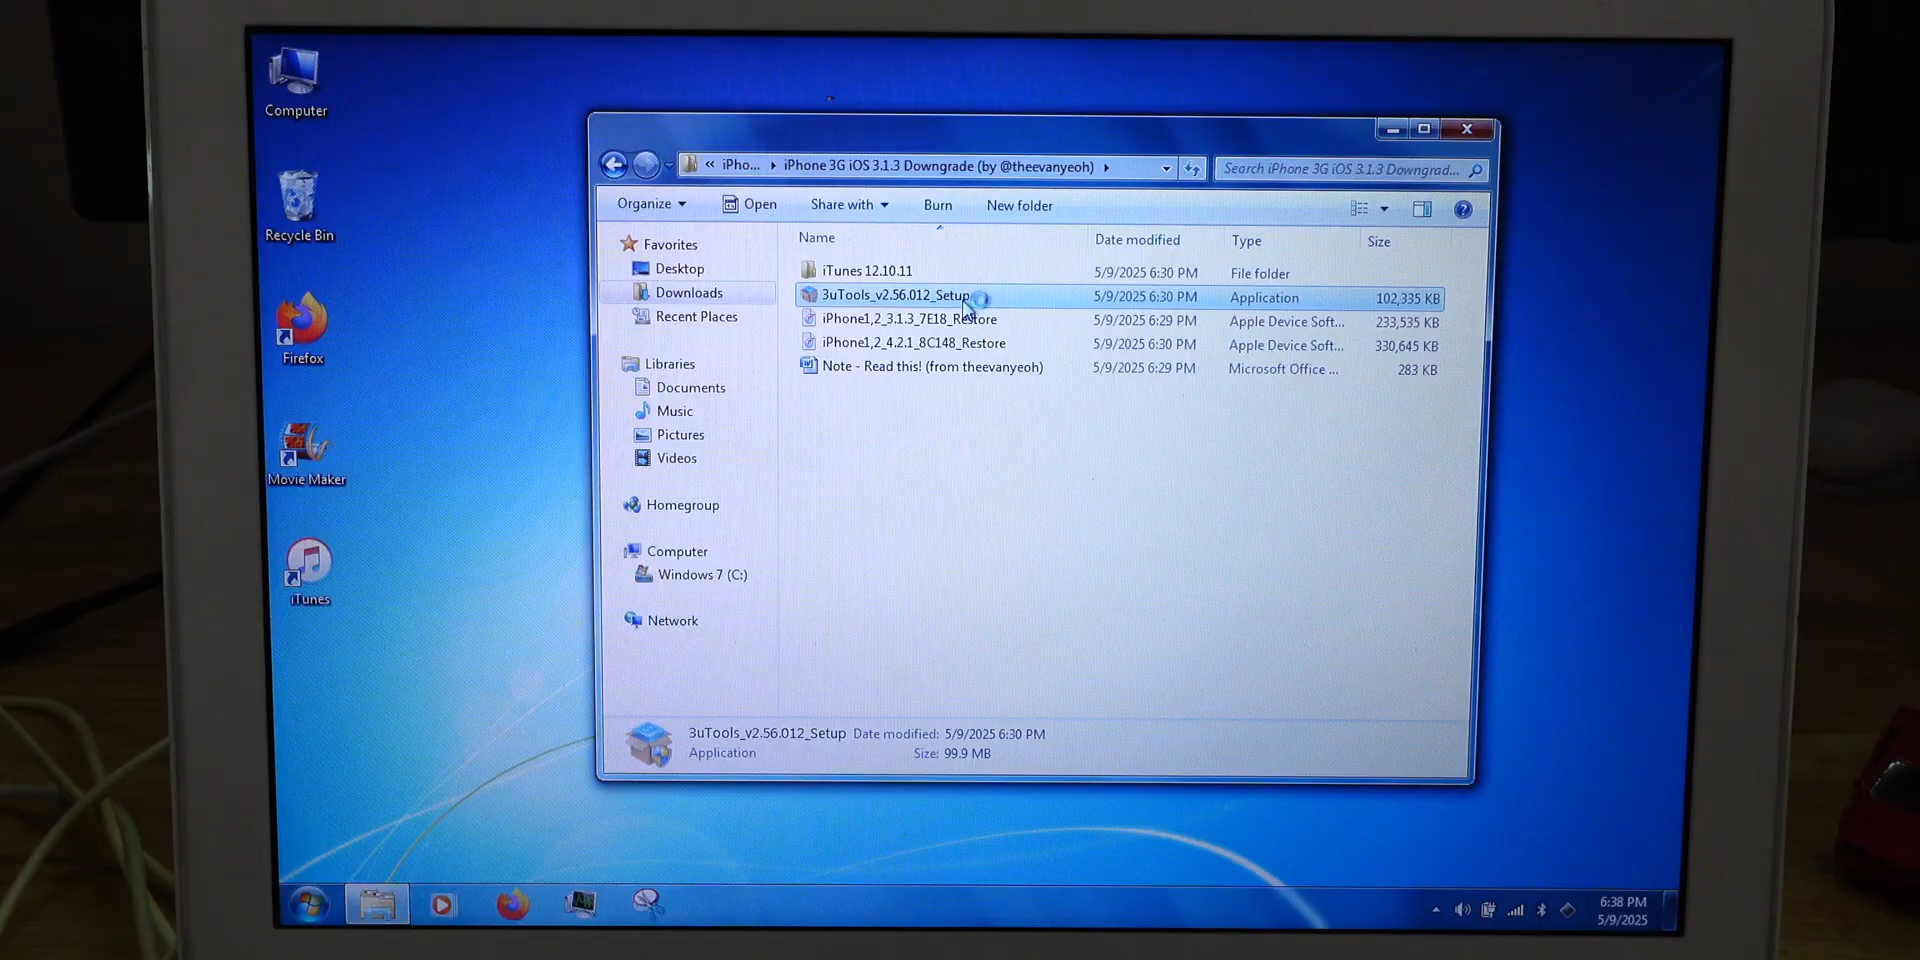 Computer
Recycle Bin
Firefox
Movie Maker
iTunes
« iPho... iPhone 3G iOS 3.1.3 Downgrade (by @theevanyeoh)
Search iPhone 3G iOS 3.1.3 Downgrad...
Organize Open Share with Burn New folder
Favorites
Desktop
Downloads
Recent Places
Libraries
Documents
Music
Pictures
Videos
Homegroup
Computer
Windows 7 (C:)
Network
Name Date modified Type Size
iTunes 12.10.11 5/9/2025 6:30 PM File folder
3uTools_v2.56.012_Setup 5/9/2025 6:30 PM Application 102,335 KB
iPhone1,2_3.1.3_7E18_Restore 5/9/2025 6:29 PM Apple Device Soft... 233,535 KB
iPhone1,2_4.2.1_8C148_Restore 5/9/2025 6:30 PM Apple Device Soft... 330,645 KB
Note - Read this! (from theevanyeoh) 5/9/2025 6:29 PM Microsoft Office ... 283 KB
3uTools_v2.56.012_Setup Date modified: 5/9/2025 6:30 PM
Application Size: 99.9 MB
6:38 PM
5/9/2025